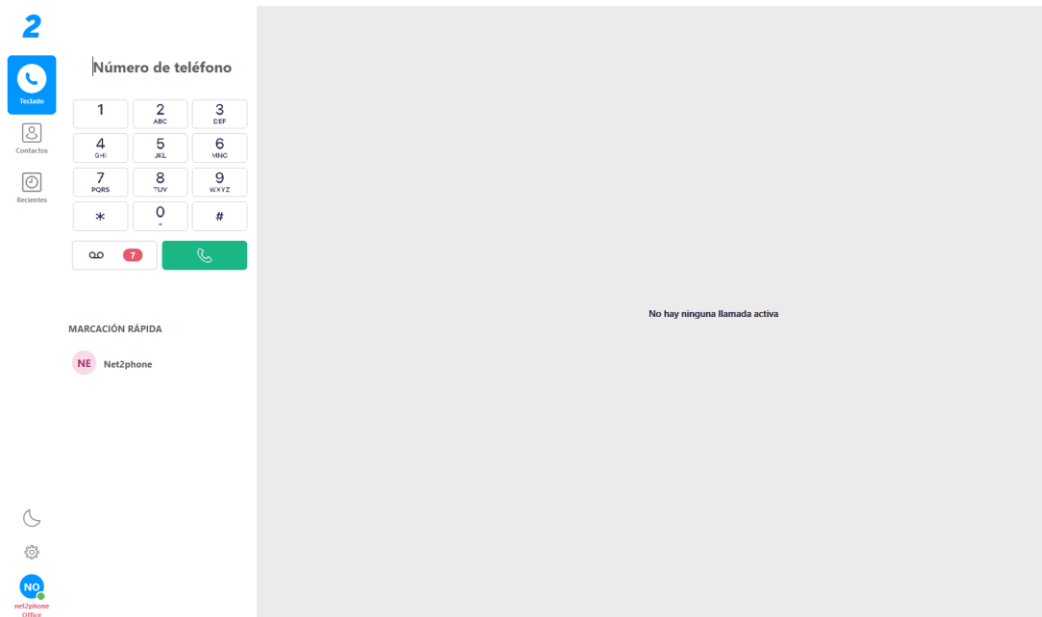 2
Número de teléfono
Teclado
1
2
ABC
3
DEF
Contactos
4
GHI
5
JKL
6
MNO
Recientes
7
PQRS
8
TUV
9
WXYZ
*
0
#
7
No hay ninguna llamada activa
MARCACIÓN RÁPIDA
NE Net2phone
NO
net2phone
Office